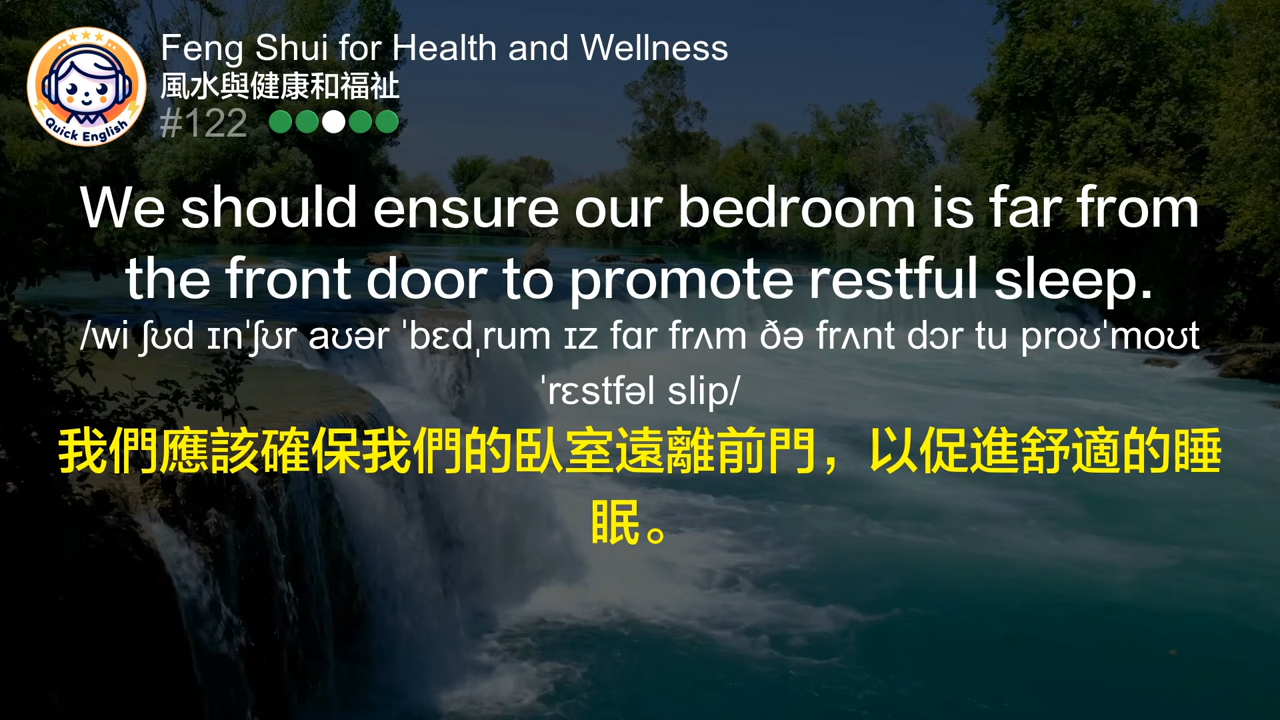 Quick English
Feng Shui for Health and Wellness
風水與健康和福祉
#122
We should ensure our bedroom is far from
the front door to promote restful sleep.
/wi ʃʊd ɪnˈʃʊr aʊər ˈbɛdˌrum ɪz fɑr frʌm ðə frʌnt dɔr tu proʊˈmoʊt
ˈrɛstfəl slip/
我們應該確保我們的臥室遠離前門，以促進舒適的睡
眠。